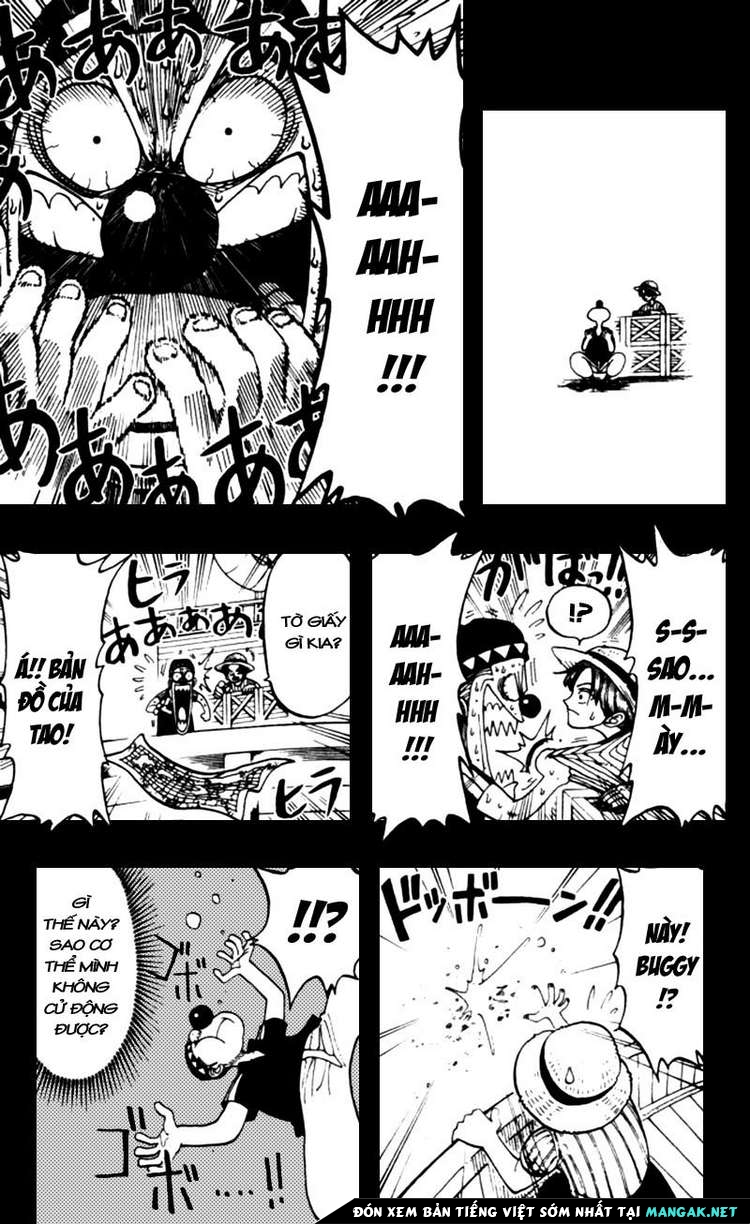 あああああ
あ
AAA-
AAH-
HHH
!!!
あああああ
がばっ!!
!?
S-S-
SAO...
M-M-
ÀY...
AAA-
AAH-
HHH
!!!
ヒラ
ああああぁ
TỜ GIẤY
GÌ KIA?
Á!! BẢN
ĐỒ CỦA
TAO!
ヒラ
ドッボーン!!
NÀY!
BUGGY
!?
!!?
GÌ
THẾ NÀY?
SAO CƠ
THỂ MÌNH
KHÔNG
CỬ ĐỘNG
ĐƯỢC?
ゴボ
ゴボ
....!!
ĐÓN XEM BẢN TIẾNG VIỆT SỚM NHẤT TẠI MANGAK.NET